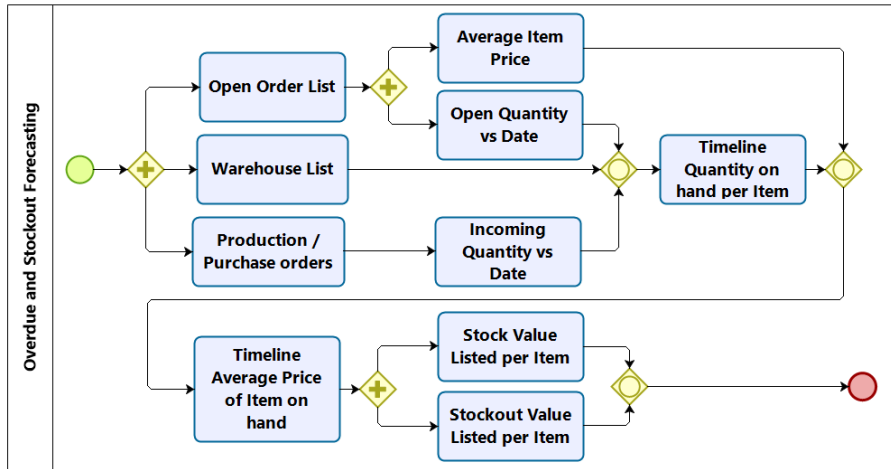 Overdue and Stockout Forecasting
Open Order List
Average Item
Price
Open Quantity
vs Date
Warehouse List
Timeline
Quantity on
hand per Item
Production /
Purchase orders
Incoming
Quantity vs
Date
Timeline
Average Price
of Item on
hand
Stock Value
Listed per Item
Stockout Value
Listed per Item